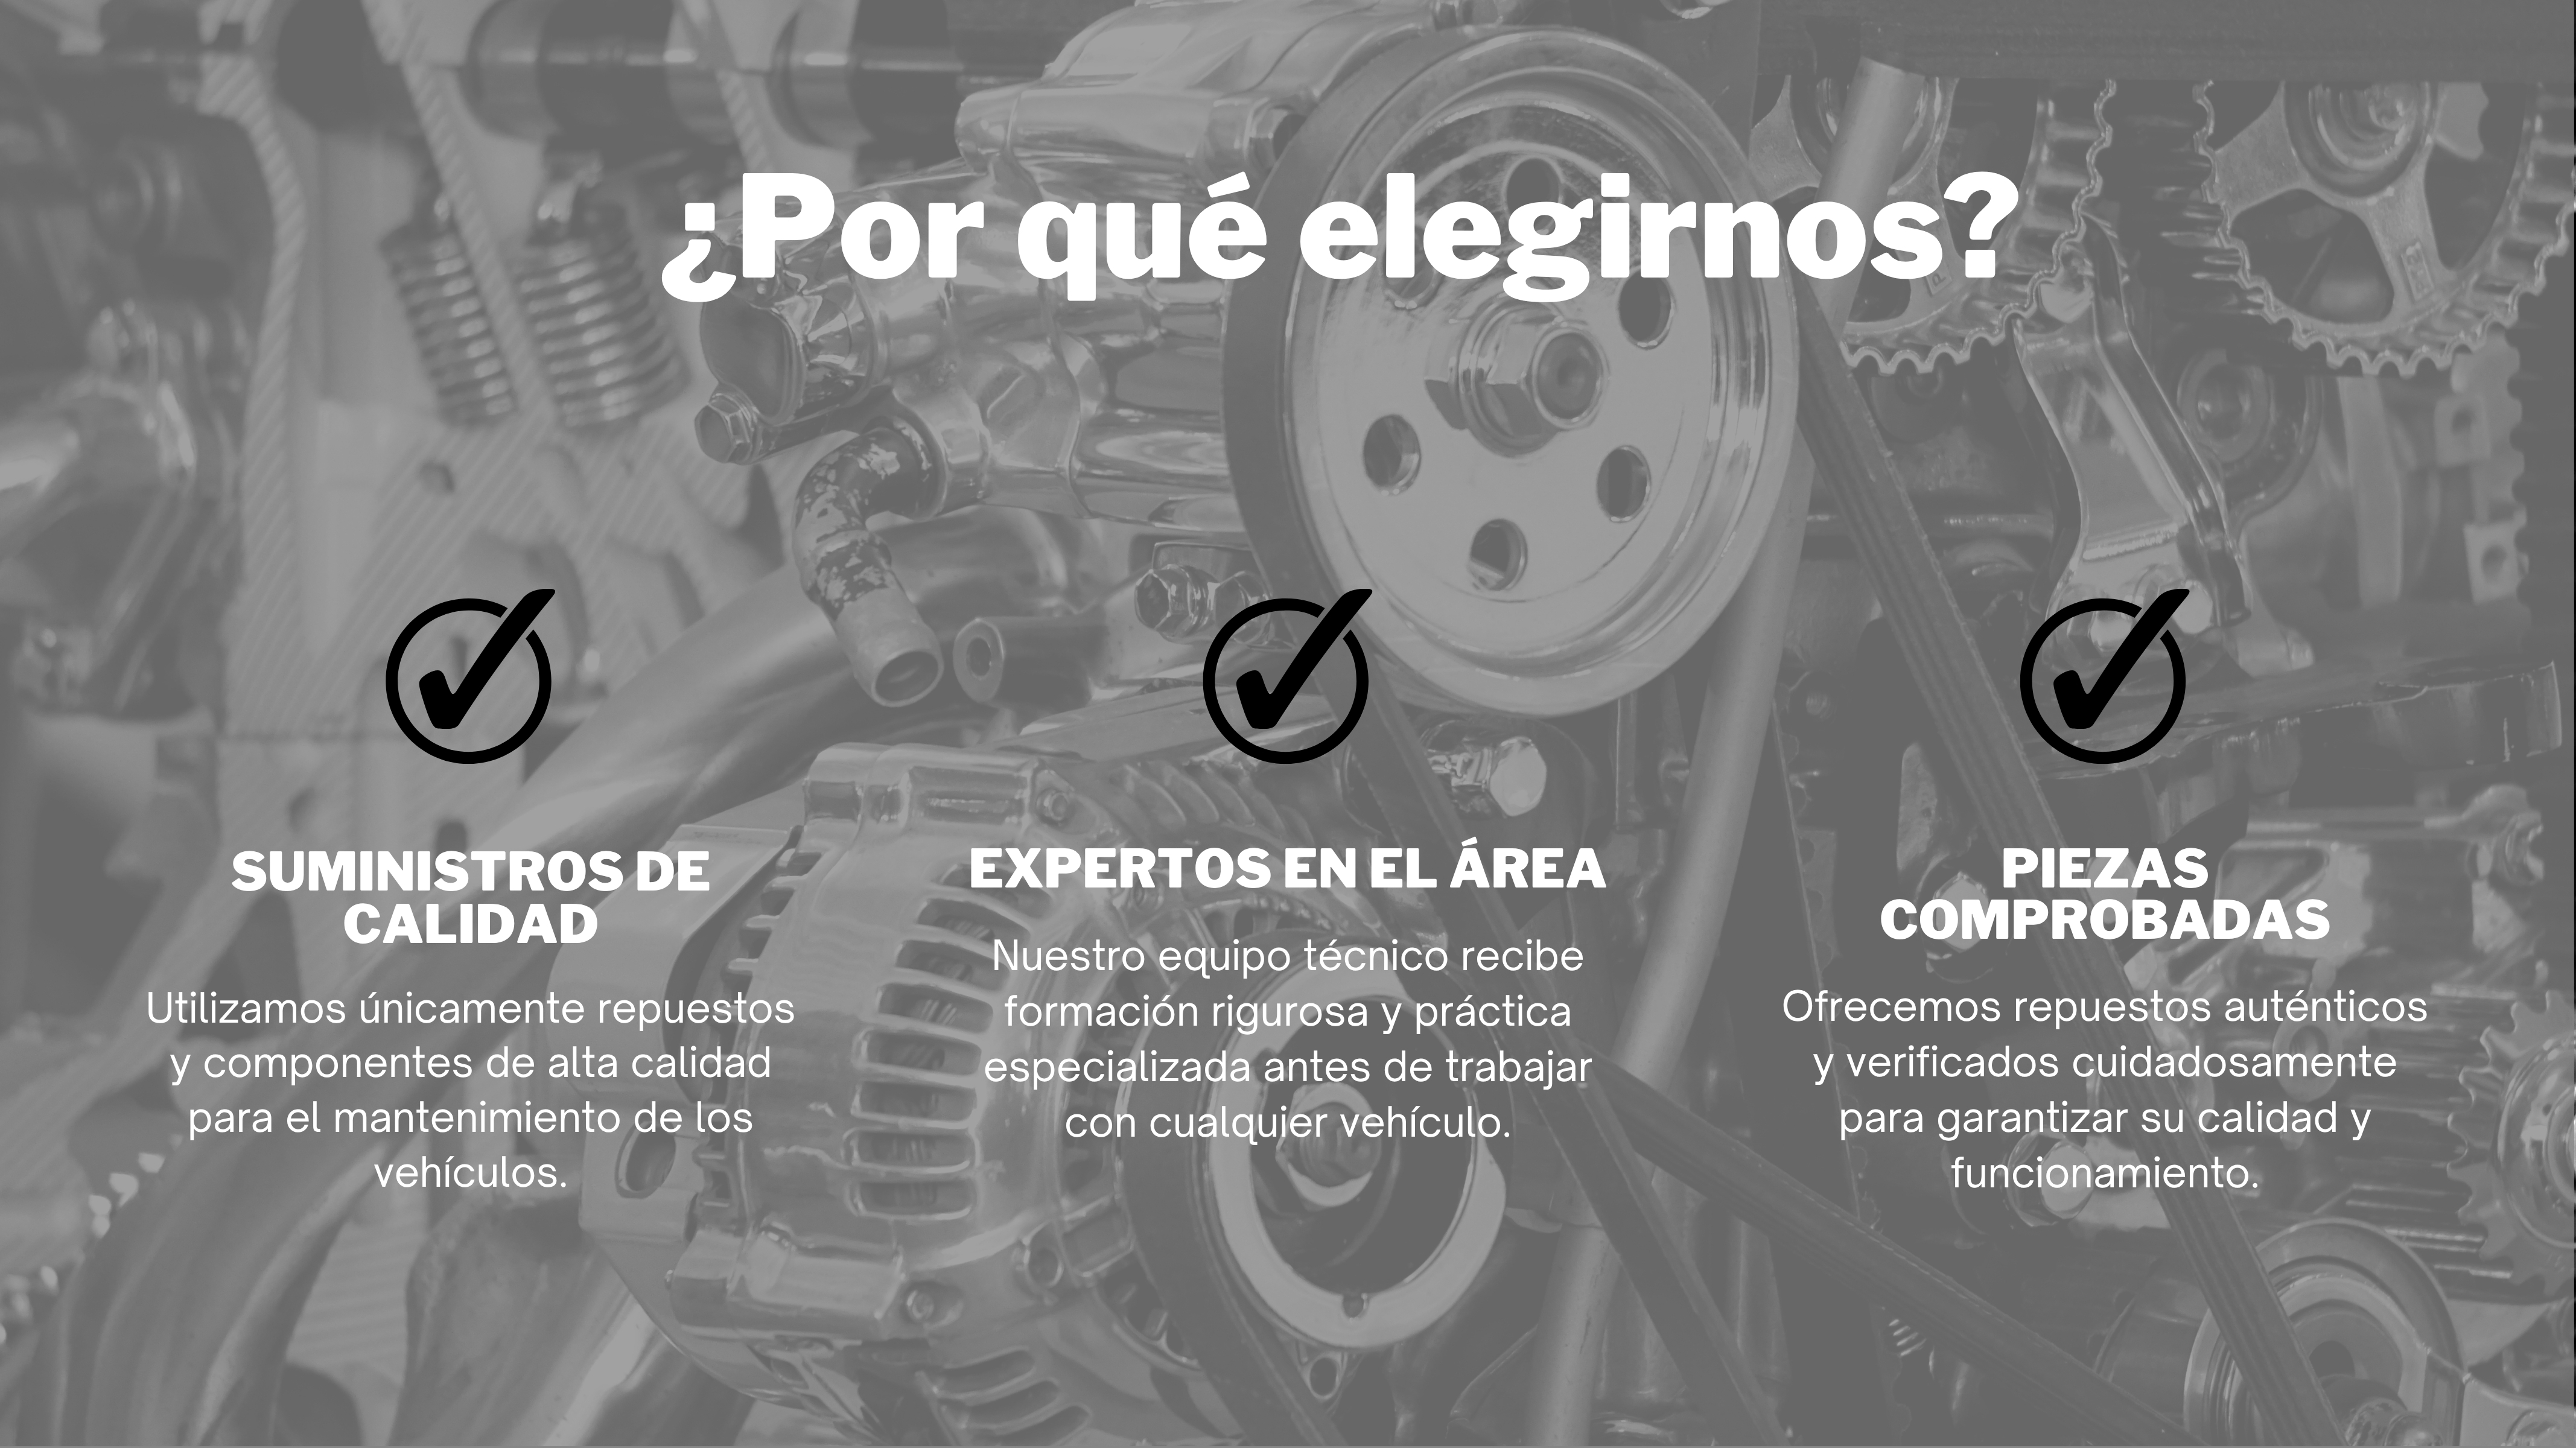 ¿Por qué elegirnos?
SUMINISTROS DE
CALIDAD
Utilizamos únicamente repuestos
y componentes de alta calidad
para el mantenimiento de los
vehículos.
EXPERTOS EN EL ÁREA
Nuestro equipo técnico recibe
formación rigurosa y práctica
especializada antes de trabajar
con cualquier vehículo.
PIEZAS
COMPROBADAS
Ofrecemos repuestos auténticos
y verificados cuidadosamente
para garantizar su calidad y
funcionamiento.